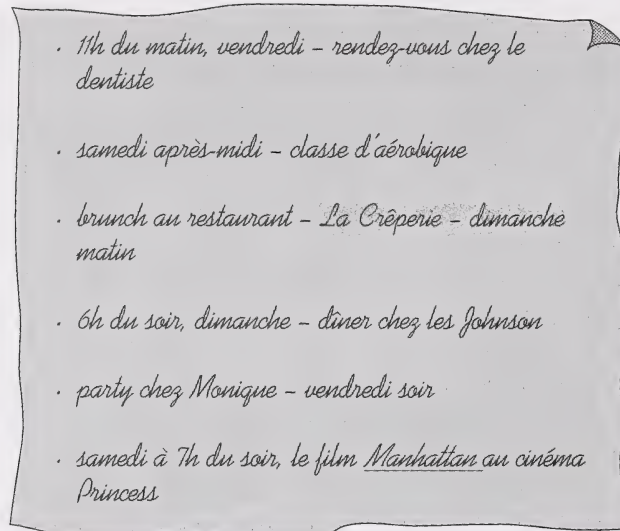 · 11h du matin, vendredi – rendez-vous chez le
dentiste
· samedi après-midi – classe d'aérobique
· brunch au restaurant – La Crêperie – dimanche
matin
· 6h du soir, dimanche – dîner chez les Johnson
· party chez Monique – vendredi soir
· samedi à 7h du soir, le film Manhattan au cinéma
Princess